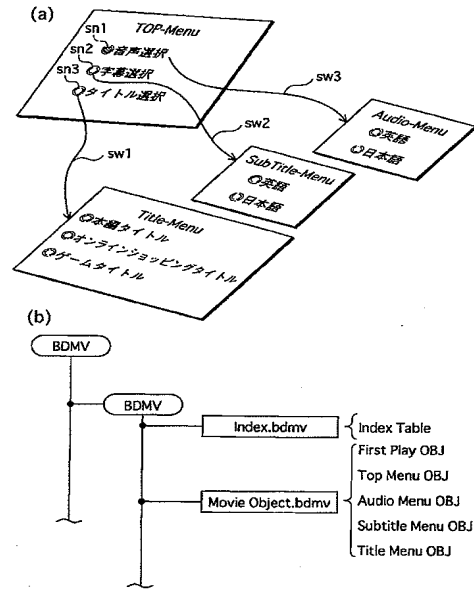 (a)
TOP-Menu
sn1
音声選択
sn2
字幕選択
sn3
タイトル選択
sw3
sw2
sw1
Audio-Menu
英語
日本語
SubTitle-Menu
英語
日本語
Title-Menu
本編タイトル
オンラインショッピングタイトル
ゲームタイトル
(b)
BDMV
BDMV
Index.bdmv
Index Table
First Play OBJ
Top Menu OBJ
Movie Object.bdmv
Audio Menu OBJ
Subtitle Menu OBJ
Title Menu OBJ